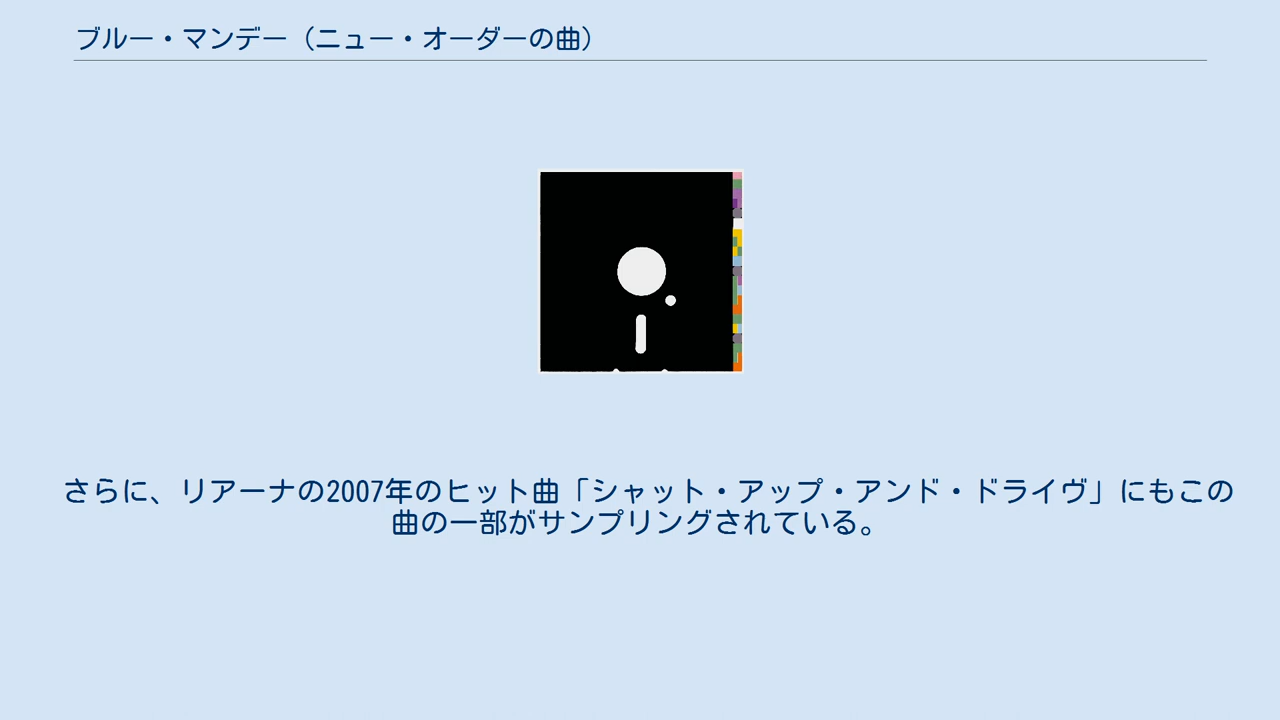 ブルー・マンデー（ニュー・オーダーの曲）
さらに、リアーナの2007年のヒット曲「シャット・アップ・アンド・ドライヴ」にもこの
曲の一部がサンプリングされている。